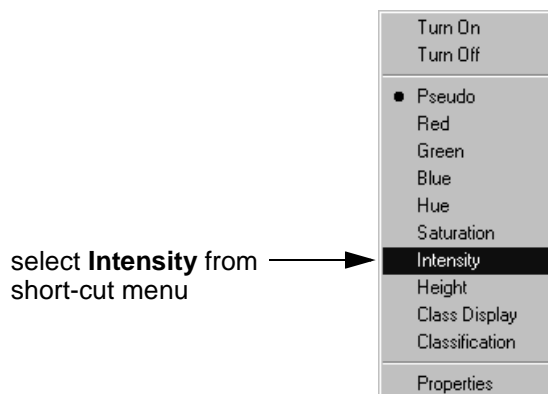 Turn On
Turn Off
Pseudo
Red
Green
Blue
Hue
Saturation
select Intensity from
short-cut menu
Intensity
Height
Class Display
Classification
Properties